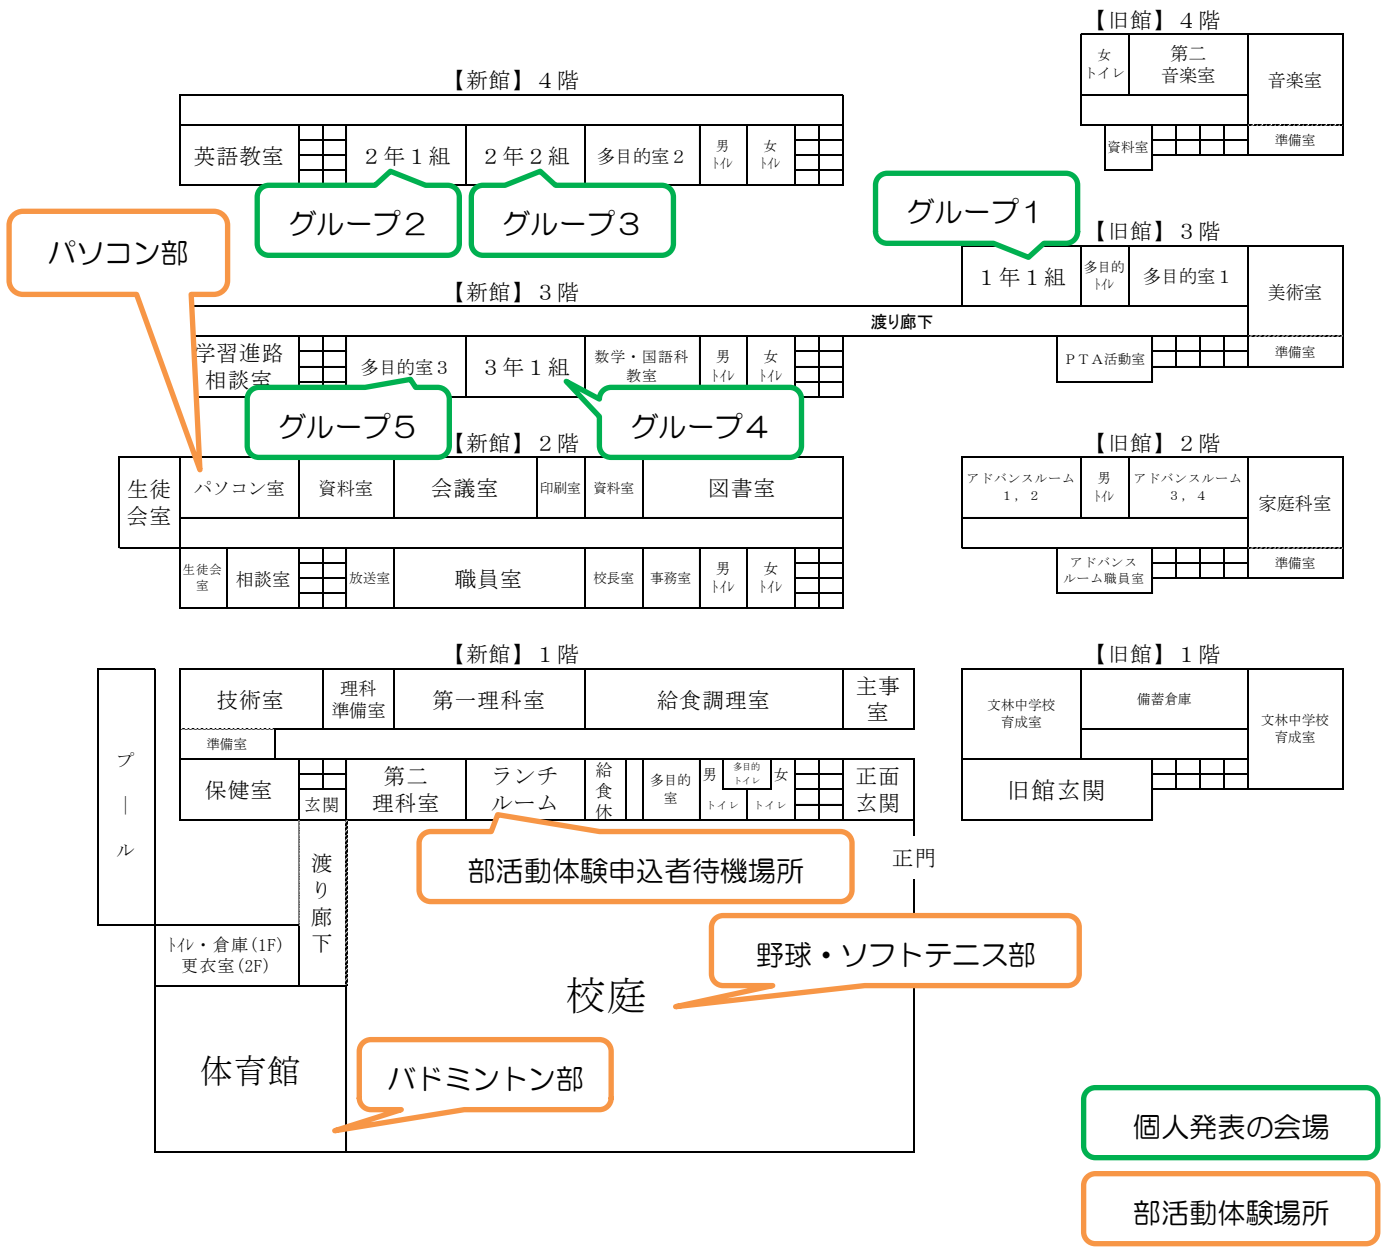 【旧館】４階
女
トイレ
第二
音楽室
音楽室
資料室
準備室
【新館】４階
英語教室
２年１組
２年２組
多目的室２
男
ﾄｲﾚ
女
ﾄｲﾚ
グループ２
グループ３
グループ１
パソコン部
【旧館】３階
１年１組
多目的
ﾄｲﾚ
多目的室１
美術室
【新館】３階
渡り廊下
学習進路
相談室
多目的室３
３年１組
数学・国語科
教室
男
ﾄｲﾚ
女
ﾄｲﾚ
ＰＴＡ活動室
準備室
グループ５
グループ４
【新館】２階
生徒
会室
パソコン室
資料室
会議室
印刷室
資料室
図書室
生徒会
室
相談室
放送室
職員室
校長室
事務室
男
ﾄｲﾚ
女
ﾄｲﾚ
【旧館】２階
アドバンスルーム
１，２
男
ﾄｲﾚ
アドバンスルーム
３，４
家庭科室
アドバンス
ルーム職員室
準備室
【新館】１階
プール
技術室
理科
準備室
第一理科室
給食調理室
主事
室
準備室
保健室
玄関
第二
理科室
ランチ
ルーム
給食休
多目的
室
男
トイレ
多目的
トイレ
女
トイレ
正面
玄関
【旧館】１階
文林中学校
育成室
備蓄倉庫
文林中学校
育成室
旧館玄関
渡り廊下
部活動体験申込者待機場所
正門
ﾄｲﾚ・倉庫(1F)
更衣室(2F)
野球・ソフトテニス部
校庭
体育館
バドミントン部
個人発表の会場
部活動体験場所